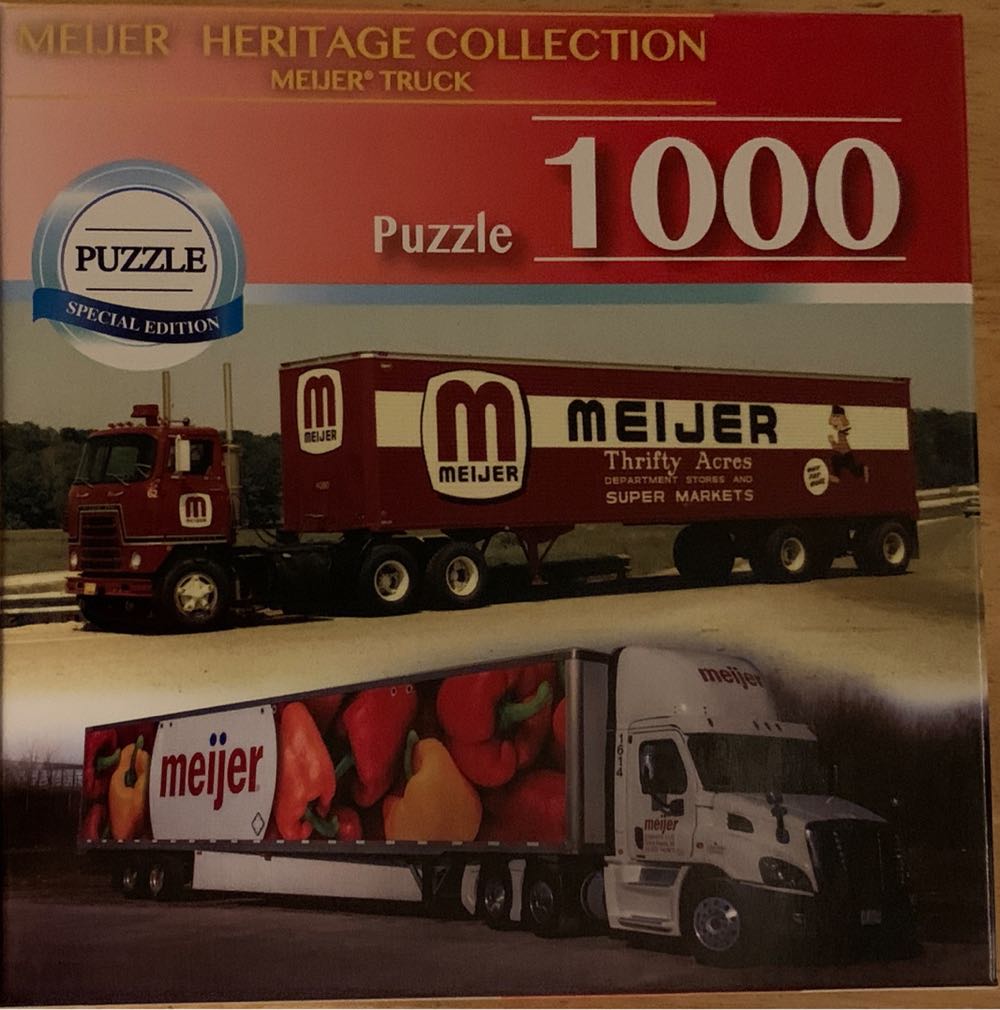 MEIJER HERITAGE COLLECTION
MEIJER® TRUCK
Puzzle 1000
PUZZLE
SPECIAL EDITION
m
MEIJER
m
MEIJER
MEIJER
Thrifty Acres
DEPARTMENT STORES AND
SUPER MARKETS
m
meijer
meijer
1614
meijer